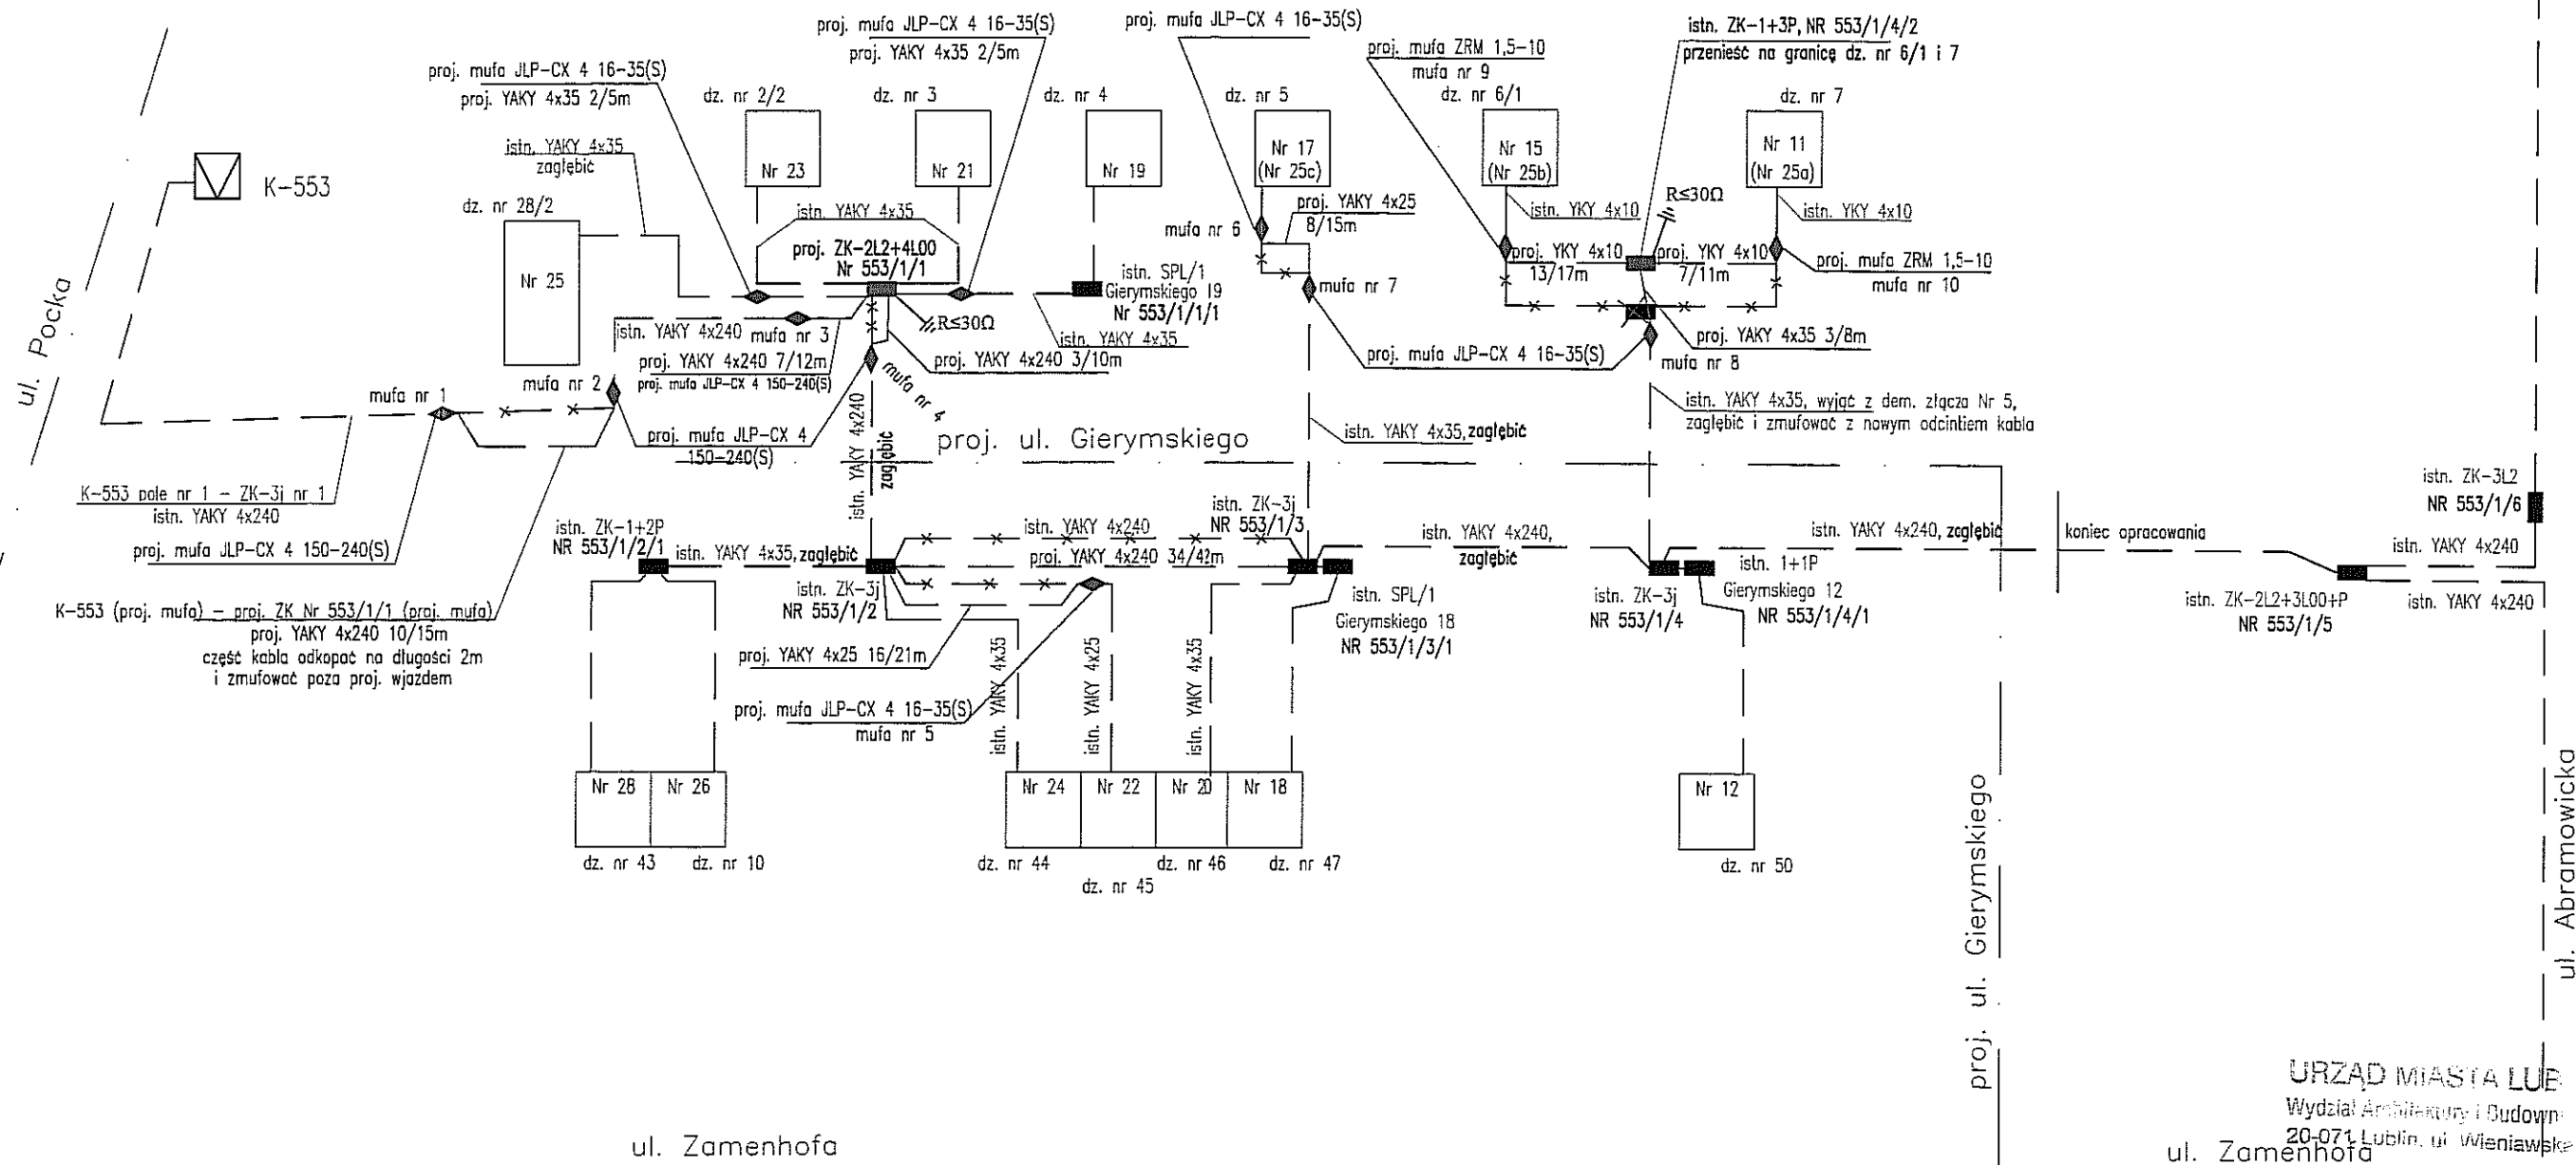 proj. mufa JLP-CX 4 16-35(S)
proj. YAKY 4x35 2/5m
proj. mufa JLP-CX 4 16-35(S)
proj. YAKY 4x35 2/5m
proj. mufa JLP-CX 4 16-35(S)
proj. mufa ZRM 1,5-10
mufa nr 9
istn. ZK-1+3P, NR 553/1/4/2
przenieść na granicę dz. nr 6/1 i 7
dz. nr 2/2
dz. nr 3
dz. nr 4
dz. nr 5
dz. nr 6/1
dz. nr 7
Nr 23
Nr 21
Nr 19
Nr 17
(Nr 25c)
Nr 15
(Nr 25b)
Nr 11
(Nr 25a)
K-553
istn. YAKY 4x35
zagłębić
dz. nr 28/2
Nr 25
istn. YAKY 4x35
proj. ZK-2L2+4L00
Nr 553/1/1
istn. SPL/1
Gierymskiego 19
Nr 553/1/1/1
R≤30Ω
istn. YAKY 4x35
mufa nr 6
proj. YAKY 4x25
8/15m
mufa nr 7
istn. YKY 4x10
R≤30Ω
istn. YKY 4x10
proj. YKY 4x10
13/17m
proj. YKY 4x10
7/11m
proj. mufa ZRM 1,5-10
mufa nr 10
proj. YAKY 4x35 3/8m
proj. mufa JLP-CX 4 16-35(S)
mufa nr 8
istn. YAKY 4x240
mufa nr 3
proj. YAKY 4x240 7/12m
proj. mufa JLP-CX 4 150-240(S)
proj. YAKY 4x240 3/10m
mufa nr 4
ul. Pocka
mufa nr 1
mufa nr 2
proj. mufa JLP-CX 4
150-240(S)
istn. YAKY 4x240
zagłębić
proj. ul. Gierymskiego
istn. YAKY 4x35, zagłębić
istn. YAKY 4x35, wyjąć z dem. złącza Nr 5,
zagłębić i zmufować z nowym odcintiem kabla
K-553 pole nr 1 - ZK-3j nr 1
istn. YAKY 4x240
proj. mufa JLP-CX 4 150-240(S)
K-553 (proj. mufa) - proj. ZK Nr 553/1/1 (proj. mufa)
proj. YAKY 4x240 10/15m
część kabla odkopać na długości 2m
i zmufować poza proj. wjazdem
istn. ZK-1+2P
NR 553/1/2/1
istn. YAKY 4x35, zagłębić
istn. ZK-3j
NR 553/1/2
istn. YAKY 4x240
proj. YAKY 4x240 34/42m
istn. ZK-3j
NR 553/1/3
istn. SPL/1
Gierymskiego 18
NR 553/1/3/1
istn. YAKY 4x240,
zagłębić
istn. ZK-3j
NR 553/1/4
istn. 1+1P
Gierymskiego 12
NR 553/1/4/1
istn. YAKY 4x240, zagłębić
koniec opracowania
istn. ZK-3L2
NR 553/1/6
istn. YAKY 4x240
istn. YAKY 4x240
istn. ZK-2L2+3L00+P
NR 553/1/5
proj. YAKY 4x25 16/21m
proj. mufa JLP-CX 4 16-35(S)
mufa nr 5
istn. YAKY 4x35
istn. YAKY 4x25
istn. YAKY 4x35
Nr 28
Nr 26
Nr 24
Nr 22
Nr 20
Nr 18
Nr 12
dz. nr 43
dz. nr 10
dz. nr 44
dz. nr 45
dz. nr 46
dz. nr 47
dz. nr 50
proj. ul. Gierymskiego
ul. Abramowicka
ul. Zamenhofa
ul. Zamenhofa
URZĄD MIASTA LUB
Wydział Architektury i Budown
20-071 Lublin, ul. Wieniawska